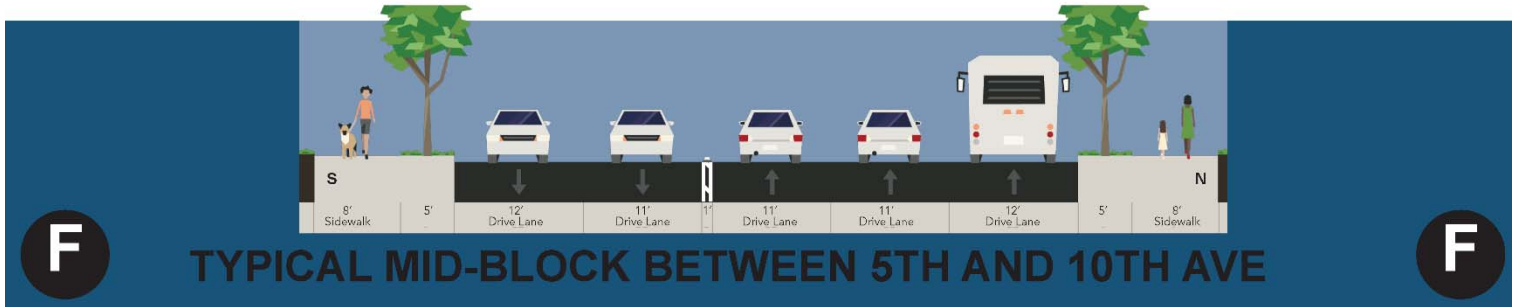 S
N
8' 5' 12' 11' 1' 11' 11' 12' 5' 8'
Sidewalk Drive Lane Drive Lane Drive Lane Drive Lane Drive Lane Sidewalk
F
TYPICAL MID-BLOCK BETWEEN 5TH AND 10TH AVE
F